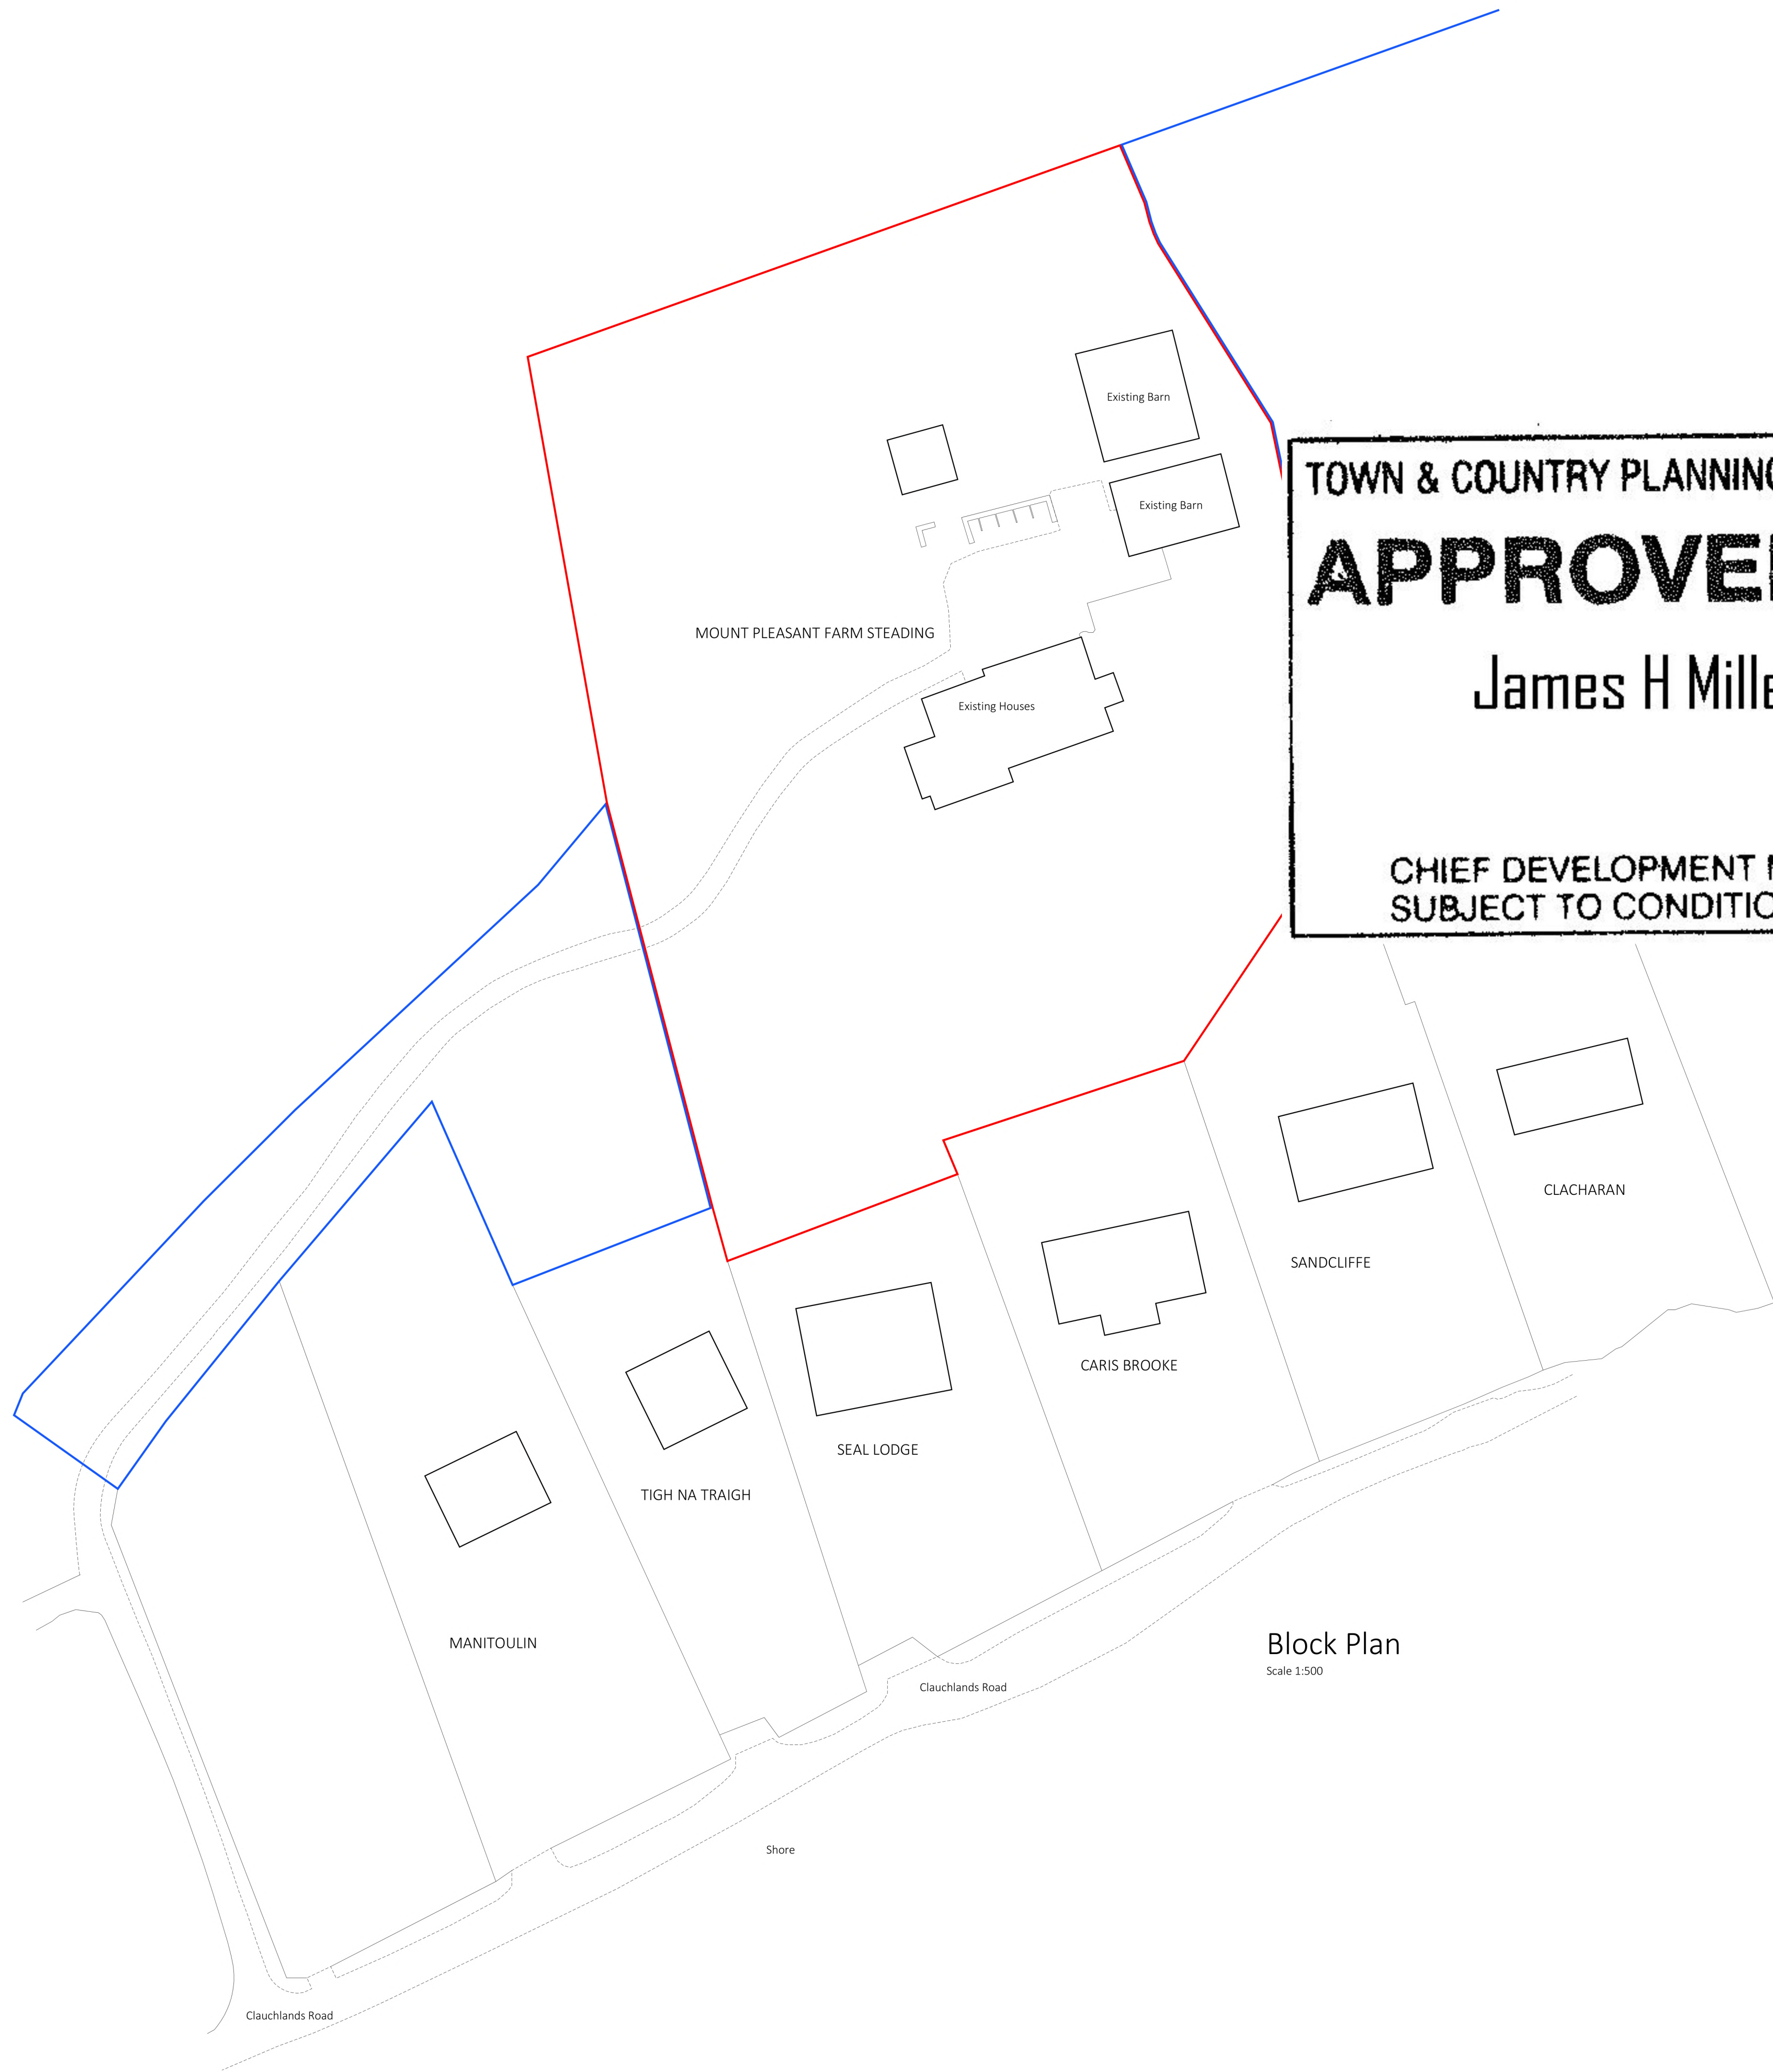 Existing Barn
TOWN & COUNTRY PLANNING
Existing Barn
APPROVE
MOUNT PLEASANT FARM STEADING
James H Mille
Existing Houses
CHIEF DEVELOPMENT
SUBJECT TO CONDITIO
CLACHARAN
SANDCLIFFE
CARIS BROOKE
SEAL LODGE
TIGH NA TRAIGH
MANITOULIN
Block Plan
Scale 1:500
Clauchlands Road
Shore
Clauchlands Road